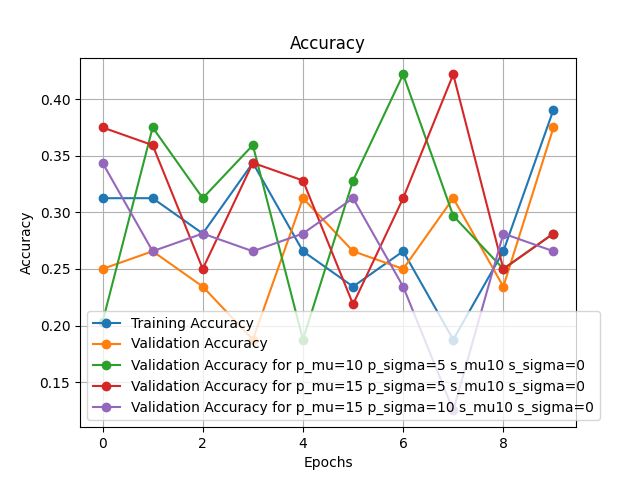 Accuracy
0.40
0.35
0.30
0.25
0.20
0.15
Accuracy
Training Accuracy
Validation Accuracy
Validation Accuracy for p_mu=10 p_sigma=5 s_mu10 s_sigma=0
Validation Accuracy for p_mu=15 p_sigma=5 s_mu10 s_sigma=0
Validation Accuracy for p_mu=15 p_sigma=10 s_mu10 s_sigma=0
0 2 4 6 8
Epochs